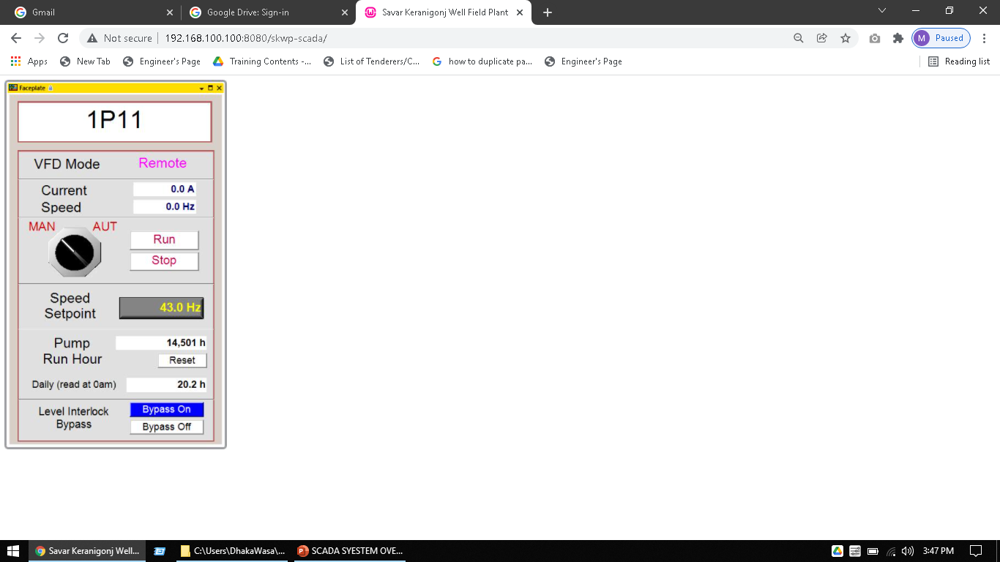 Gmail
Google Drive: Sign-in
Savar Keranigonj Well Field Plant
Not secure
192.168.100.100:8080/skwp-scada/
M Paused
Apps
New Tab
Engineer's Page
Training Contents -...
List of Tenders/C...
how to duplicate pa...
Engineer's Page
Reading list
Faceplate
1P11
VFD Mode Remote
Current 0.0 A
Speed 0.0 Hz
MAN AUT
Run
Stop
Speed
Setpoint
43.0 Hz
Pump
Run Hour
14,501 h
Reset
Daily (read at 0am) 20.2 h
Level Interlock
Bypass
Bypass On
Bypass Off
Savar Keranigonj Well...
C:\Users\DhakaWasa\...
SCADA SYESTEM OVE...
3:47 PM